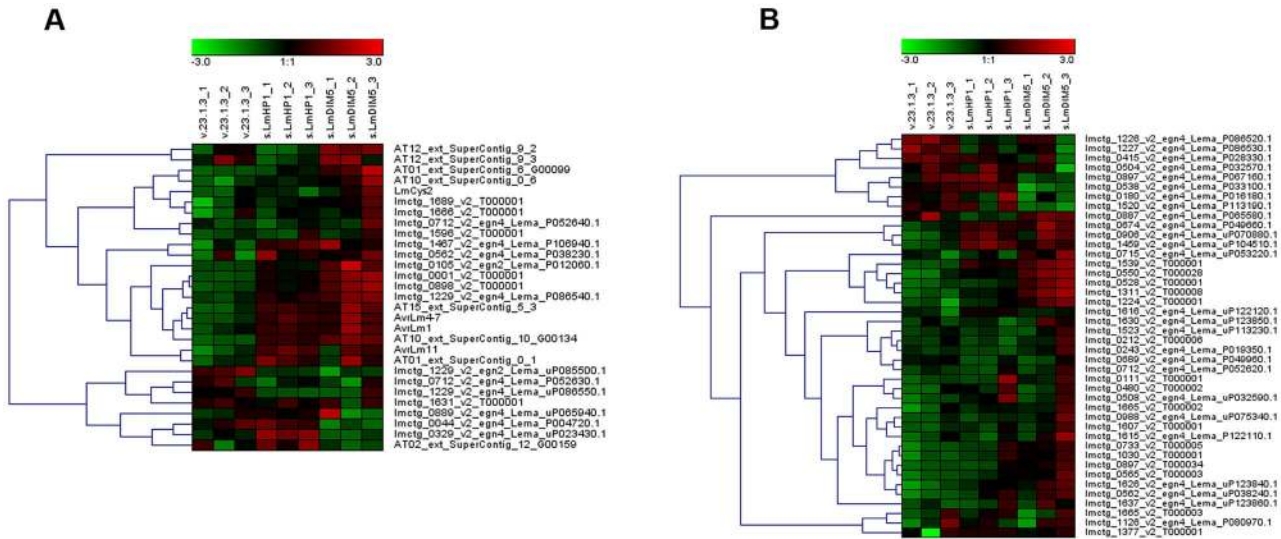 A
-3.0 1:1 3.0
v.23.1.3_1
v.23.1.3_2
v.23.1.3_3
s.LmHP1_1
s.LmHP1_2
s.LmHP1_3
s.LmDIM5_1
s.LmDIM5_2
s.LmDIM5_3
AT12_ext_SuperContig_9_2
AT12_ext_SuperContig_9_3
AT01_ext_SuperContig_6_G00099
AT10_ext_SuperContig_0_6
LmCys2
lmctg_1689_v2_T000001
lmctg_1666_v2_T000001
lmctg_0712_v2_egn4_Lema_P052640.1
lmctg_1596_v2_T000001
lmctg_1467_v2_egn4_Lema_P106940.1
lmctg_0562_v2_egn4_Lema_P038230.1
lmctg_0105_v2_egn2_Lema_P012060.1
lmctg_0001_v2_T000001
lmctg_0898_v2_T000001
lmctg_1229_v2_egn4_Lema_P086540.1
AT15_ext_SuperContig_5_3
AvrLm4-7
AvrLm1
AT10_ext_SuperContig_10_G00134
AvrLm11
AT01_ext_SuperContig_0_1
lmctg_1229_v2_egn2_Lema_uP085500.1
lmctg_0712_v2_egn4_Lema_P052630.1
lmctg_1229_v2_egn4_Lema_uP086550.1
lmctg_1631_v2_T000001
lmctg_0889_v2_egn4_Lema_uP065940.1
lmctg_0044_v2_egn4_Lema_P004720.1
lmctg_0329_v2_egn4_Lema_uP023430.1
AT02_ext_SuperContig_12_G00159
B
-3.0 1:1 3.0
v.23.1.3_1
v.23.1.3_2
v.23.1.3_3
s.LmHP1_1
s.LmHP1_2
s.LmHP1_3
s.LmDIM5_1
s.LmDIM5_2
s.LmDIM5_3
lmctg_1226_v2_egn4_Lema_P086520.1
lmctg_1227_v2_egn4_Lema_P086530.1
lmctg_0415_v2_egn4_Lema_P028330.1
lmctg_0504_v2_egn4_Lema_P032570.1
lmctg_0897_v2_egn4_Lema_P067160.1
lmctg_0538_v2_egn4_Lema_P033100.1
lmctg_0180_v2_egn4_Lema_P016180.1
lmctg_1520_v2_egn4_Lema_P113190.1
lmctg_0887_v2_egn4_Lema_P065580.1
lmctg_0674_v2_egn4_Lema_P049660.1
lmctg_0906_v2_egn4_Lema_uP070880.1
lmctg_1459_v2_egn4_Lema_uP104510.1
lmctg_0715_v2_egn4_Lema_uP053220.1
lmctg_1539_v2_T000001
lmctg_0550_v2_T000028
lmctg_0528_v2_T000001
lmctg_1311_v2_T000008
lmctg_1224_v2_T000001
lmctg_1616_v2_egn4_Lema_uP122120.1
lmctg_1630_v2_egn4_Lema_uP123850.1
lmctg_1523_v2_egn4_Lema_uP113230.1
lmctg_0212_v2_T000006
lmctg_0243_v2_egn4_Lema_P019350.1
lmctg_0689_v2_egn4_Lema_P049960.1
lmctg_0712_v2_egn4_Lema_P052620.1
lmctg_0111_v2_T000001
lmctg_0480_v2_T000002
lmctg_0508_v2_egn4_Lema_uP032590.1
lmctg_1665_v2_T000002
lmctg_0988_v2_egn4_Lema_uP075340.1
lmctg_1607_v2_T000001
lmctg_1615_v2_egn4_Lema_P122110.1
lmctg_0733_v2_T000005
lmctg_1030_v2_T000001
lmctg_0897_v2_T000034
lmctg_0565_v2_T000003
lmctg_1626_v2_egn4_Lema_uP123840.1
lmctg_0562_v2_egn4_Lema_uP038240.1
lmctg_1637_v2_egn4_Lema_uP123860.1
lmctg_1665_v2_T000003
lmctg_1126_v2_egn4_Lema_P080970.1
lmctg_1377_v2_T000001